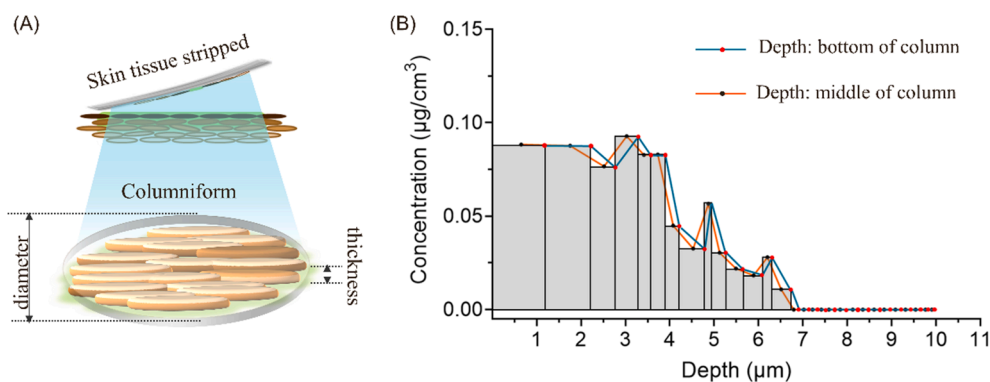 (A)
Skin tissue stripped
Columniform
diameter
thickness
(B)
Concentration (μg/cm³)
0.15
0.10
0.05
0.00
Depth: bottom of column
Depth: middle of column
1 2 3 4 5 6 7 8 9 10 11
Depth (μm)